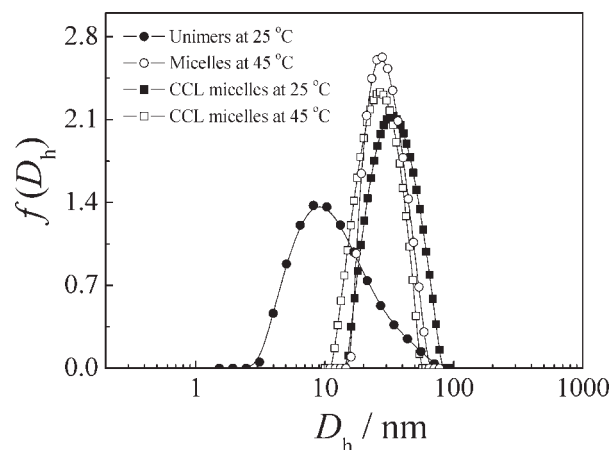 2.8
2.1
1.4
0.7
0.0
f (Dh)
Unimers at 25 °C
Micelles at 45 °C
CCL micelles at 25 °C
CCL micelles at 45 °C
1 10 100 1000
Dh / nm